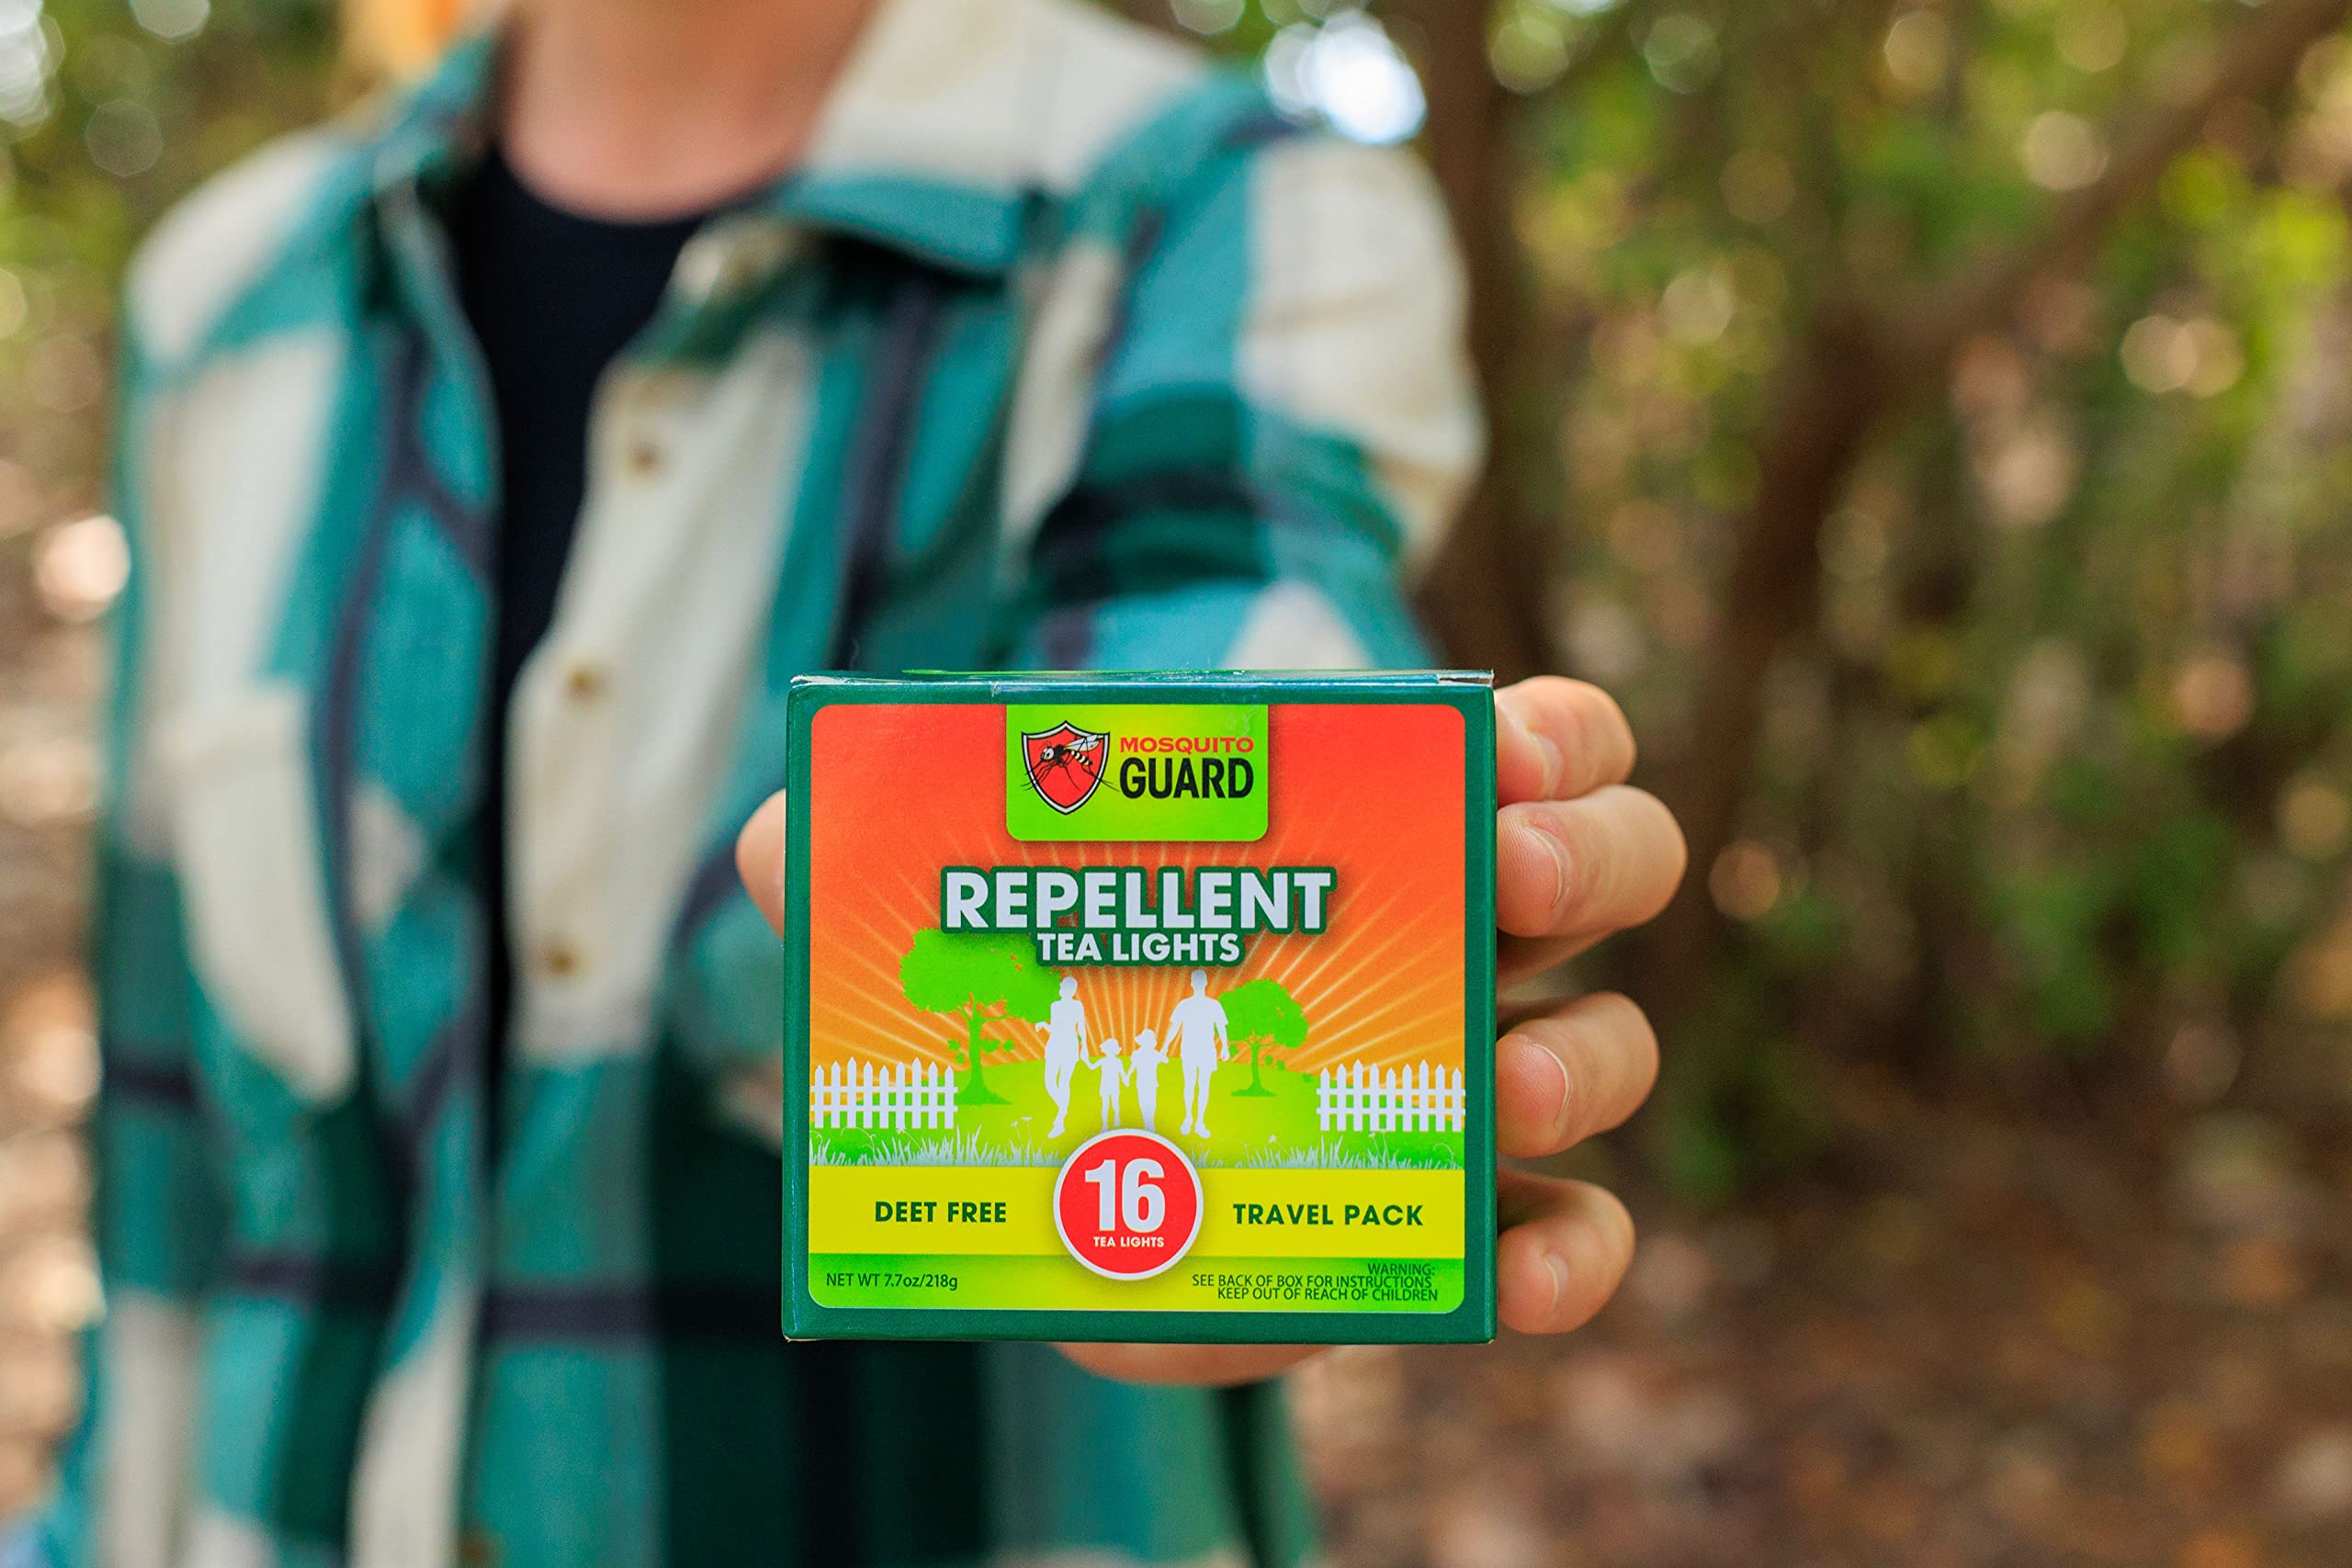 MOSQUITO
GUARD
REPELLENT
TEA LIGHTS
DEET FREE
16
TEA LIGHTS
TRAVEL PACK
NET WT 7.7oz/218g
WARNING:
SEE BACK OF BOX FOR INSTRUCTIONS
KEEP OUT OF REACH OF CHILDREN